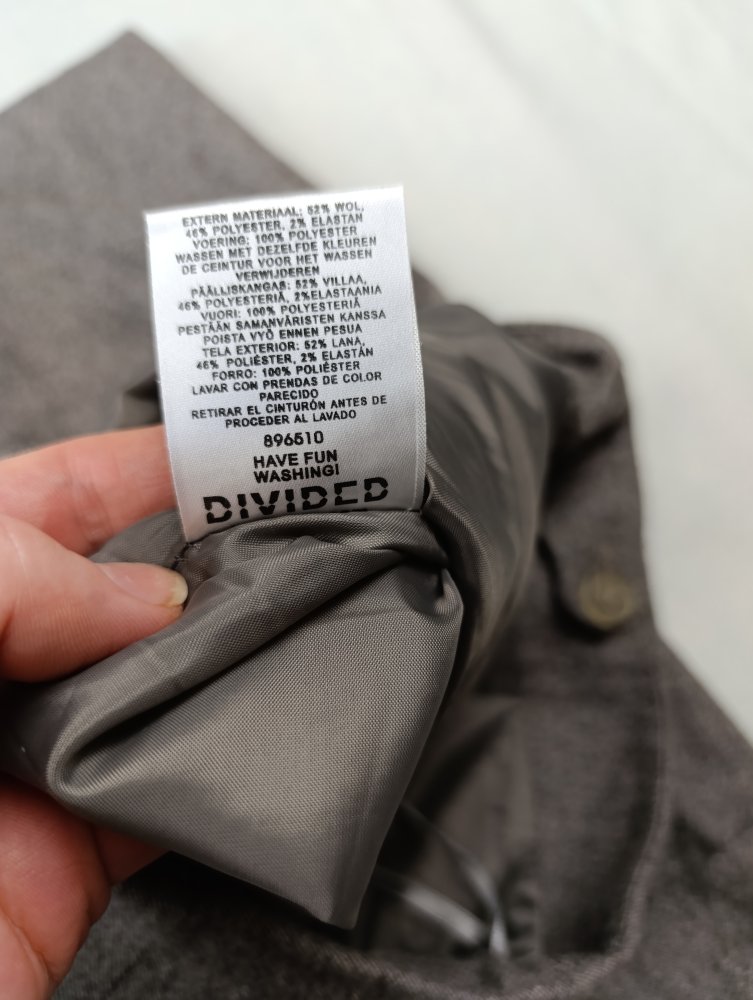 EXTERN MATERIAAL: 52% WOL,
46% POLYESTER, 2% ELASTAN
VOERING: 100% POLYESTER
WASSEN MET DEZELFDE KLEUREN
DE CEINTUR VOOR HET WASSEN
VERWIJDEREN
PÄÄLLISKANGAS: 52% VILLAA,
46% POLYESTERIÄ, 2%ELASTAANIA
VUORI: 100% POLYESTERIÄ
PESTÄÄN SAMANVÄRISTEN KANSSA
POISTA VYÖ ENNEN PESUA
TELA EXTERIOR: 52% LANA,
46% POLIÉSTER, 2% ELASTÁN
FORRO: 100% POLIÉSTER
LAVAR CON PRENDAS DE COLOR
PARECIDO
RETIRAR EL CINTURÓN ANTES DE
PROCEDER AL LAVADO
896510
HAVE FUN
WASHING!
DIVIDED